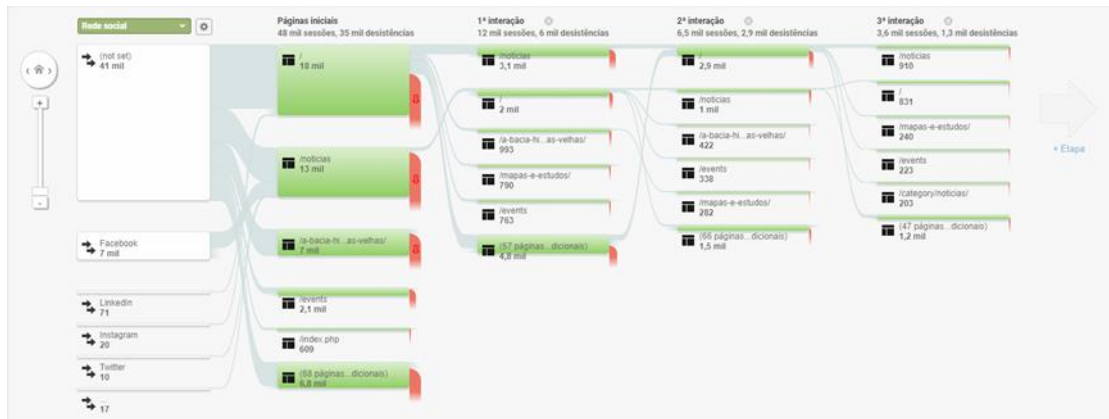 Rede social
(not set)
41 mil
Facebook
7 mil
LinkedIn
71
Instagram
20
Twitter
10
...
17
Páginas iniciais
48 mil sessões, 35 mil desistências
/
18 mil
/noticias
13 mil
/a-bacia-hi...as-velhas/
7 mil
/events
2,1 mil
/index.php
609
(68 páginas...dicionais)
6,8 mil
1ª interação
12 mil sessões, 6 mil desistências
/noticias
3,1 mil
/
2 mil
/a-bacia-hi...as-velhas/
993
/mapas-e-estudos/
790
/events
763
(57 páginas...dicionais)
4,8 mil
2ª interação
6,5 mil sessões, 2,9 mil desistências
/
2,9 mil
/noticias
1 mil
/a-bacia-hi...as-velhas/
422
/events
338
/mapas-e-estudos/
282
(66 páginas...dicionais)
1,5 mil
3ª interação
3,6 mil sessões, 1,3 mil desistências
/noticias
910
/
831
/mapas-e-estudos/
240
/events
223
/category/noticias/
203
(47 páginas...dicionais)
1,2 mil
+ Etapa